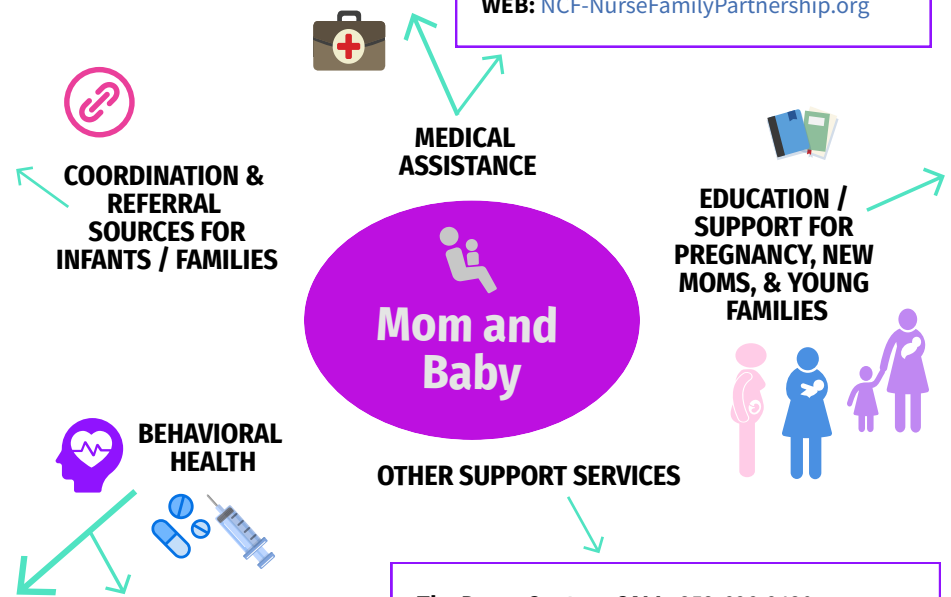 WEB: NCF-NurseFamilyPartnership.org
MEDICAL
ASSISTANCE
COORDINATION &
REFERRAL
SOURCES FOR
INFANTS / FAMILIES
EDUCATION /
SUPPORT FOR
PREGNANCY, NEW
MOMS, & YOUNG
FAMILIES
Mom and
Baby
BEHAVIORAL
HEALTH
OTHER SUPPORT SERVICES